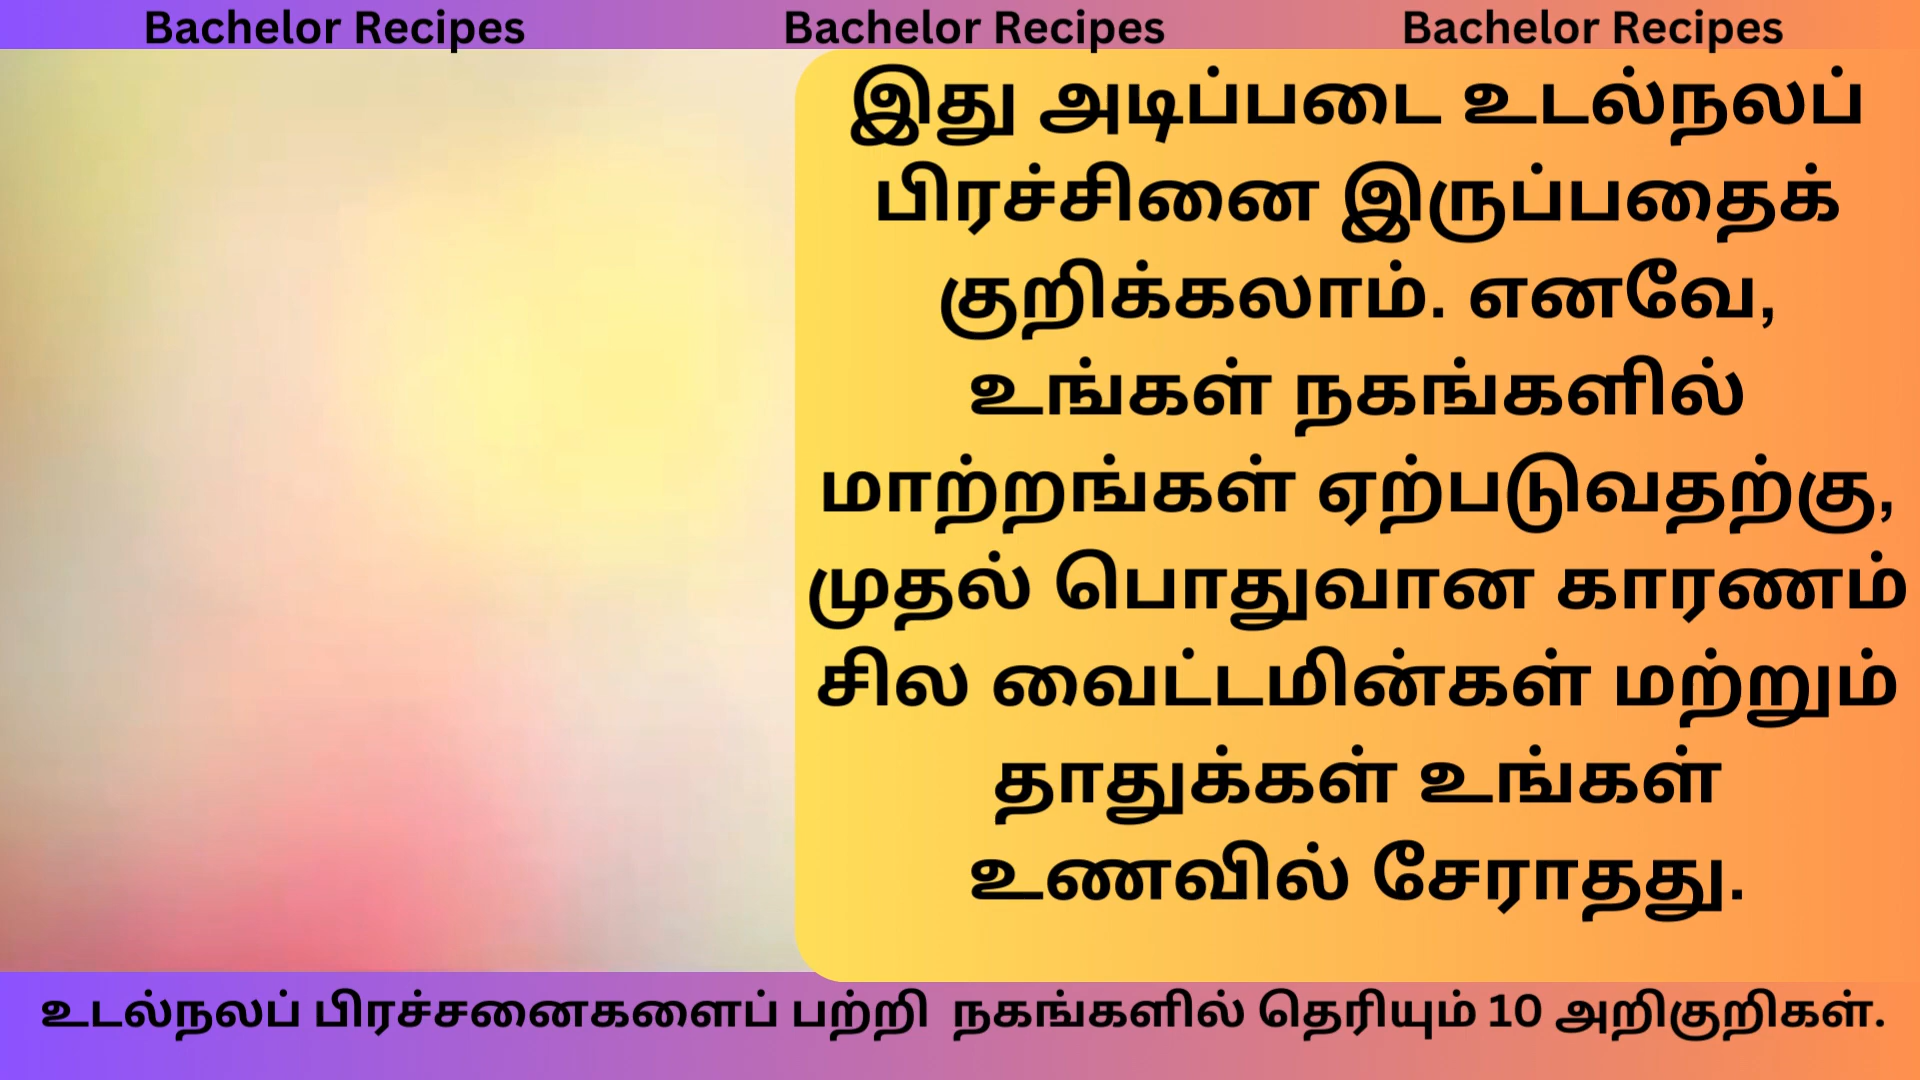 Bachelor Recipes Bachelor Recipes Bachelor Recipes
இது அடிப்படை உடல்நலப்
பிரச்சினை இருப்பதைக்
குறிக்கலாம். எனவே,
உங்கள் நகங்களில்
மாற்றங்கள் ஏற்படுவதற்கு,
முதல் பொதுவான காரணம்
சில வைட்டமின்கள் மற்றும்
தாதுக்கள் உங்கள்
உணவில் சேராதது.
உடல்நலப் பிரச்சனைகளைப் பற்றி நகங்களில் தெரியும் 10 அறிகுறிகள்.